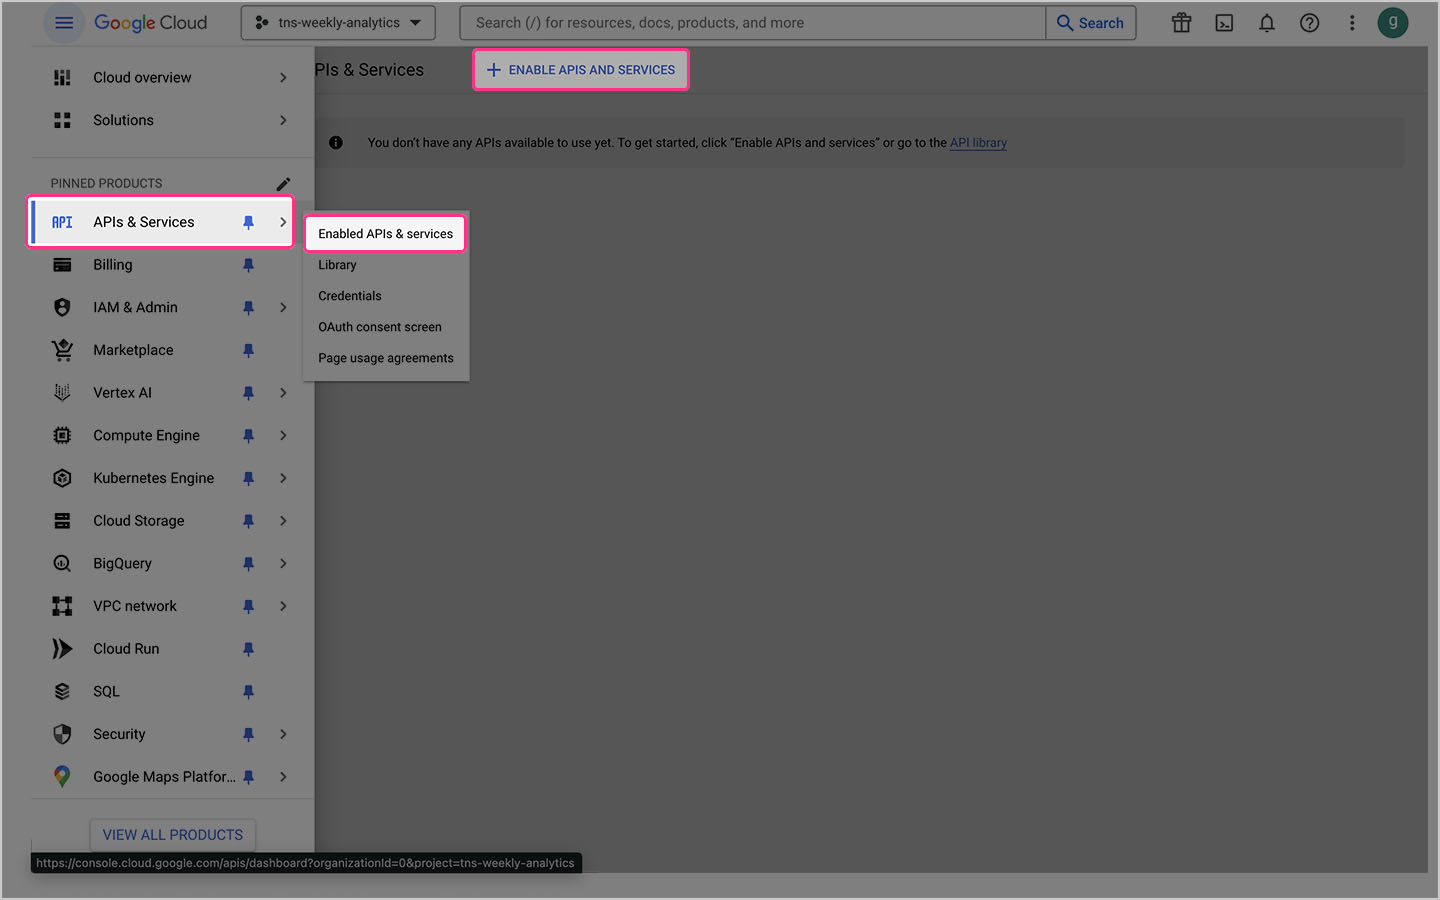 Google Cloud
tns-weekly-analytics
Search (/) for resources, docs, products, and more
Search
g
Cloud overview
Solutions
PIs & Services
ENABLE APIS AND SERVICES
You don't have any APIs available to use yet. To get started, click "Enable APIs and services" or go to the API library
PINNED PRODUCTS
API APIs & Services
Enabled APIs & services
Library
Credentials
OAuth consent screen
Page usage agreements
Billing
IAM & Admin
Marketplace
Vertex AI
Compute Engine
Kubernetes Engine
Cloud Storage
BigQuery
VPC network
Cloud Run
SQL
Security
Google Maps Platfor...
VIEW ALL PRODUCTS
https://console.cloud.google.com/apis/dashboard?organizationId=0&project=tns-weekly-analytics